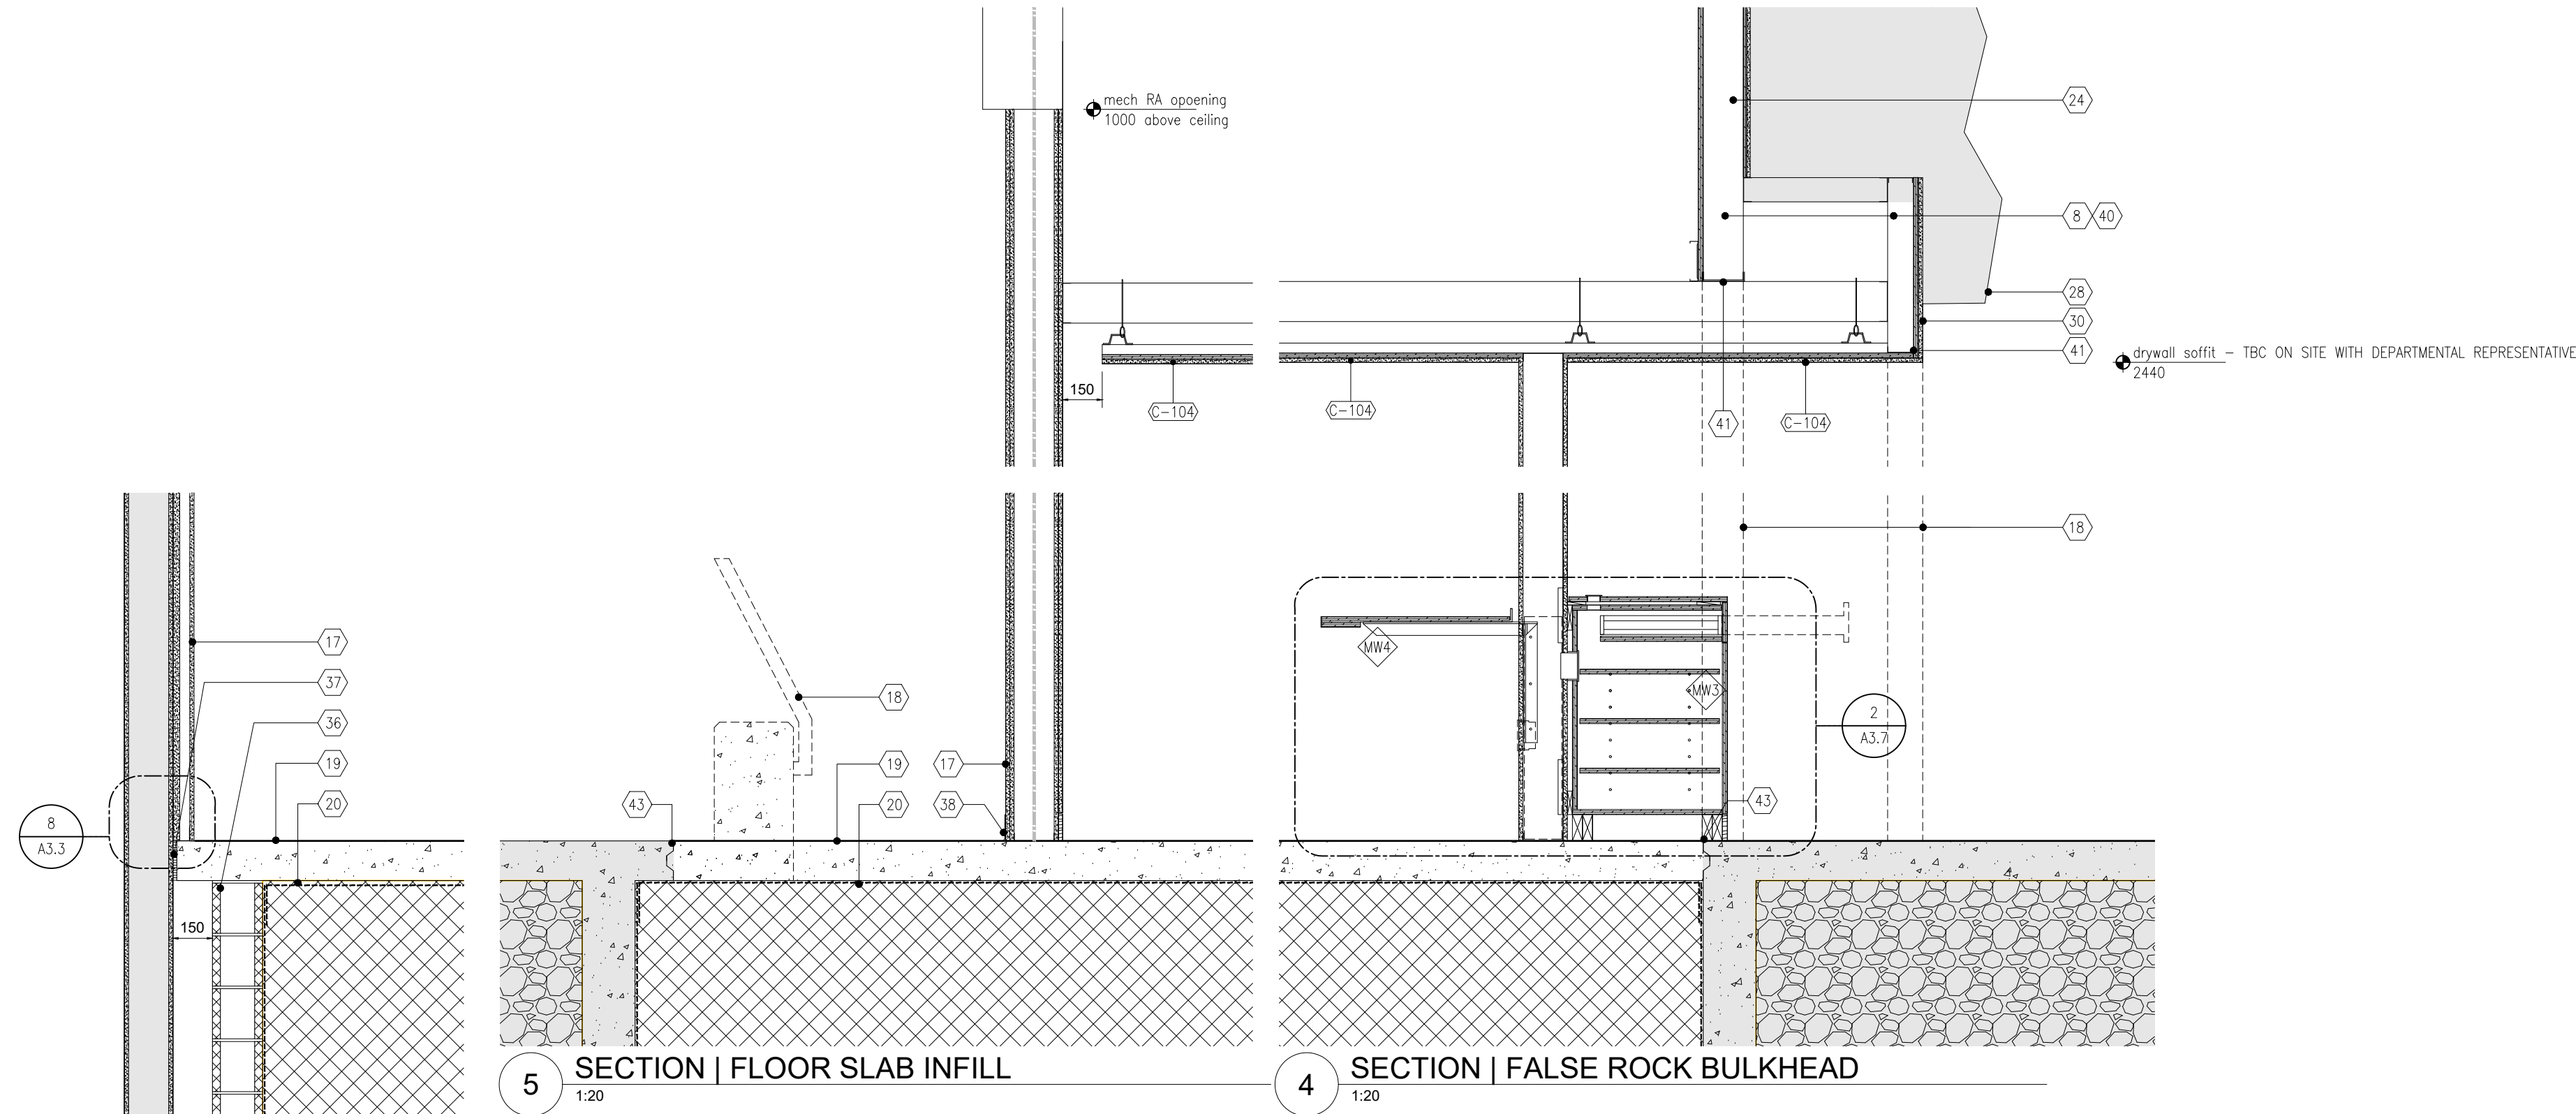 mech RA opoening
1000 above ceiling
24
8 40
28
30
41
drywall soffit – TBC ON SITE WITH DEPARTMENTAL REPRESENTATIVE
2440
150
C-104
C-104
41
C-104
18
17
37
36
19
20
8
A3.3
150
18
43
19
20
17
38
MW4
MW3
2
A3.7
43
5
SECTION | FLOOR SLAB INFILL
1:20
4
SECTION | FALSE ROCK BULKHEAD
1:20